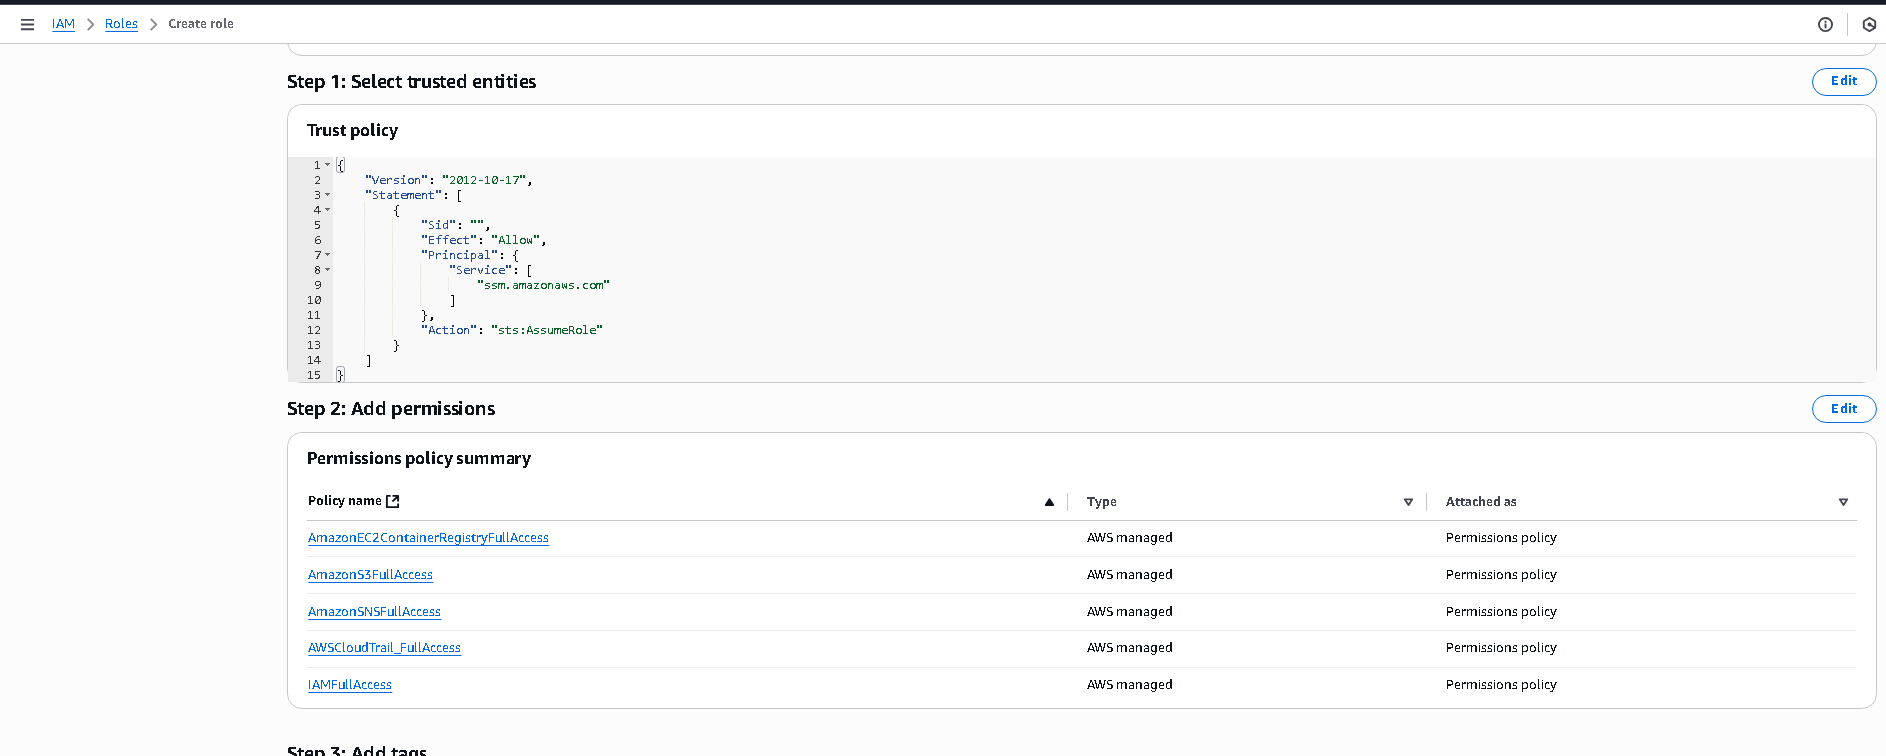 IAM > Roles > Create role
Step 1: Select trusted entities
Edit
Trust policy
1 {
2 "Version": "2012-10-17",
3 "Statement": [
4 {
5 "Sid": "",
6 "Effect": "Allow",
7 "Principal": {
8 "Service": [
9 "ssm.amazonaws.com"
10 ]
11 },
12 "Action": "sts:AssumeRole"
13 }
14 ]
15 }
Step 2: Add permissions
Edit
Permissions policy summary
Policy name Type Attached as
AmazonEC2ContainerRegistryFullAccess AWS managed Permissions policy
AmazonS3FullAccess AWS managed Permissions policy
AmazonSNSFullAccess AWS managed Permissions policy
AWSCloudTrail_FullAccess AWS managed Permissions policy
IAMFullAccess AWS managed Permissions policy
Step 3: Add tags